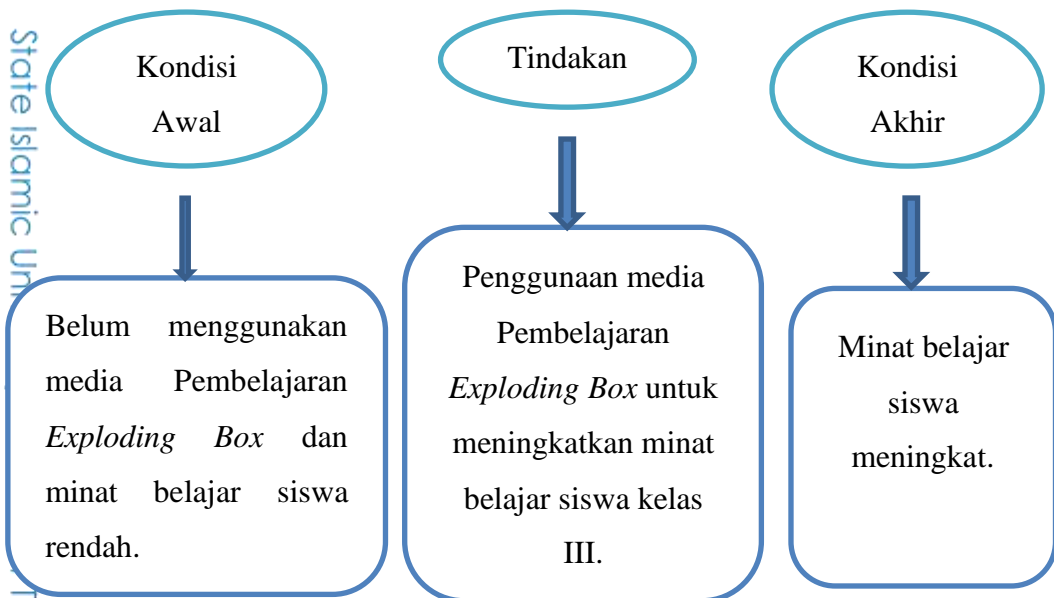 Kondisi
Awal
Belum menggunakan
media Pembelajaran
Exploding Box dan
minat belajar siswa
rendah.
Tindakan
Penggunaan media
Pembelajaran
Exploding Box untuk
meningkatkan minat
belajar siswa kelas
III.
Kondisi
Akhir
Minat belajar
siswa
meningkat.
State Islamic